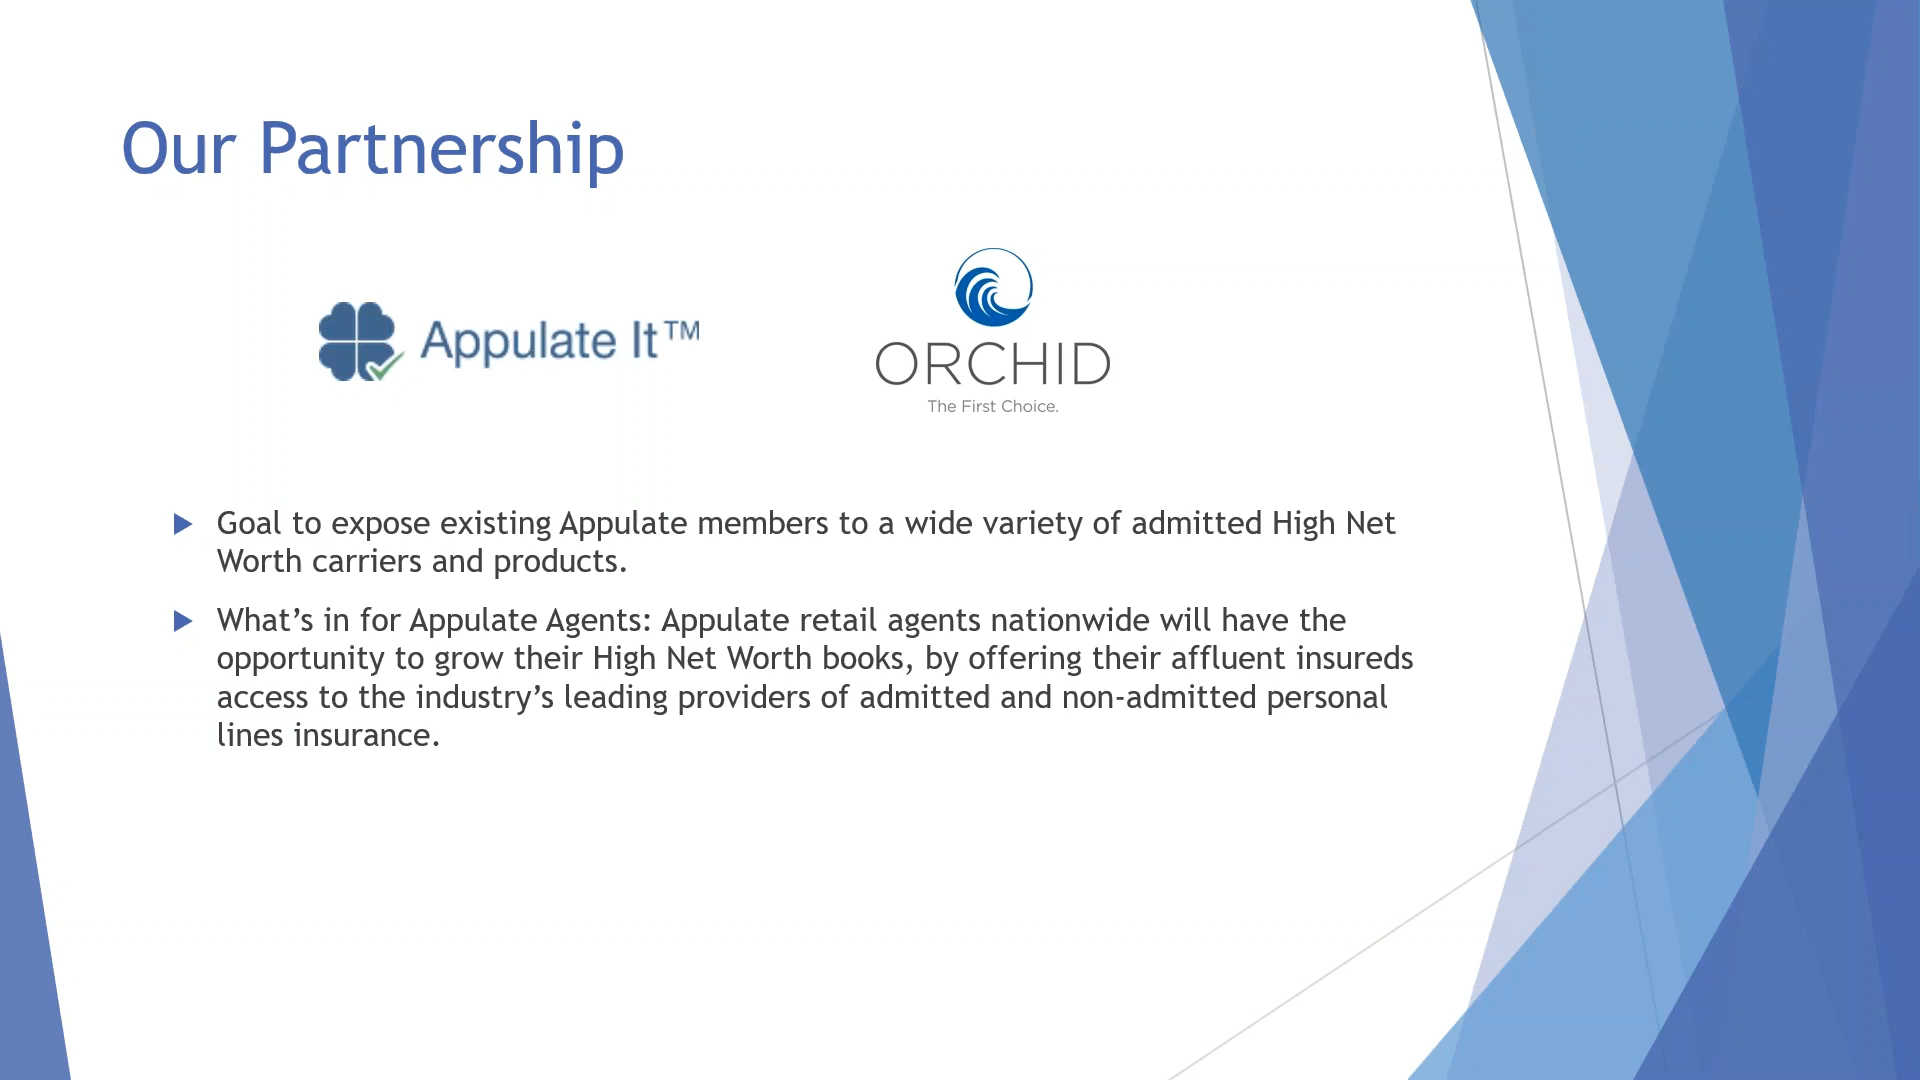 Our Partnership
Appulate It™
ORCHID
The First Choice.
Goal to expose existing Appulate members to a wide variety of admitted High Net
Worth carriers and products.
What’s in for Appulate Agents: Appulate retail agents nationwide will have the
opportunity to grow their High Net Worth books, by offering their affluent insureds
access to the industry’s leading providers of admitted and non-admitted personal
lines insurance.